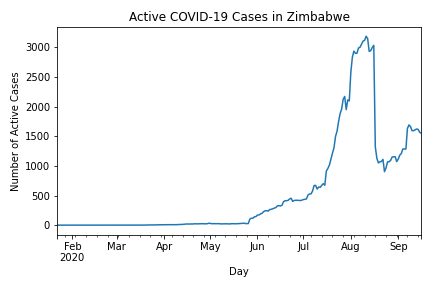 Active COVID-19 Cases in Zimbabwe
Number of Active Cases
3000
2500
2000
1500
1000
500
0
Feb Mar Apr May Jun Jul Aug Sep
2020
Day